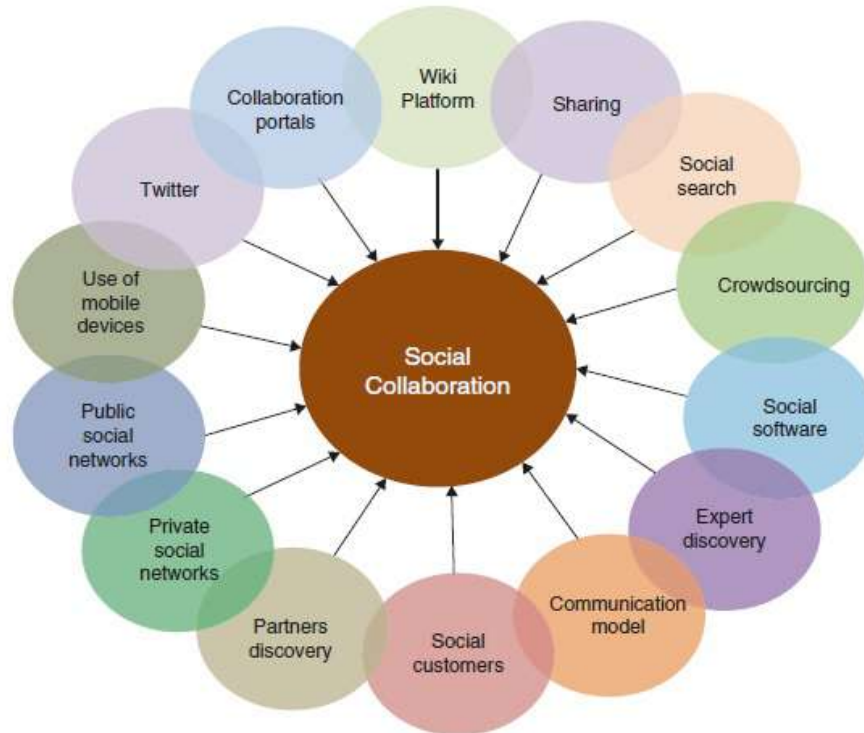 Wiki
Platform
Sharing
Social
search
Crowdsourcing
Social
software
Expert
discovery
Communication
model
Social
customers
Partners
discovery
Private
social
networks
Public
social
networks
Use of
mobile
devices
Twitter
Collaboration
portals
Social
Collaboration